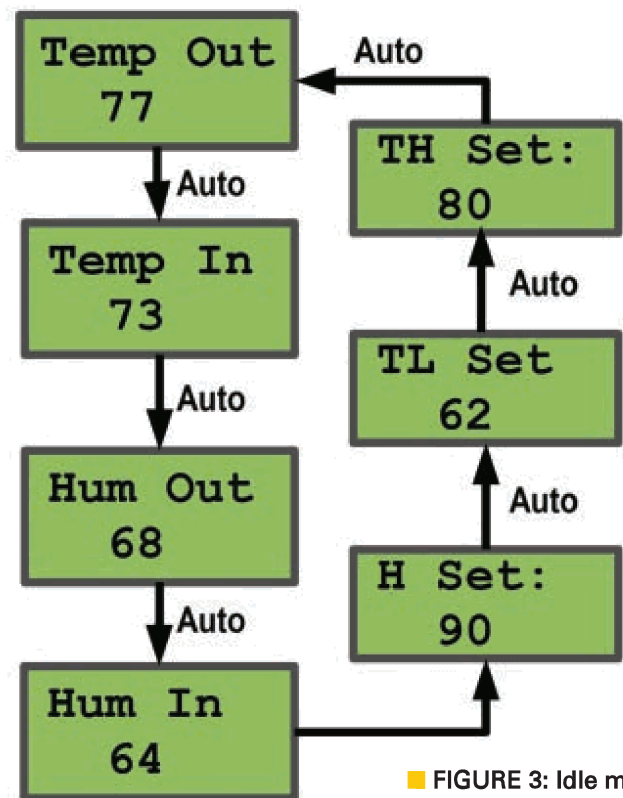 Temp Out
77
Auto
Temp In
73
Auto
Hum Out
68
Auto
Hum In
64
H Set:
90
Auto
TL Set
62
Auto
TH Set:
80
Auto
FIGURE 3: Idle m